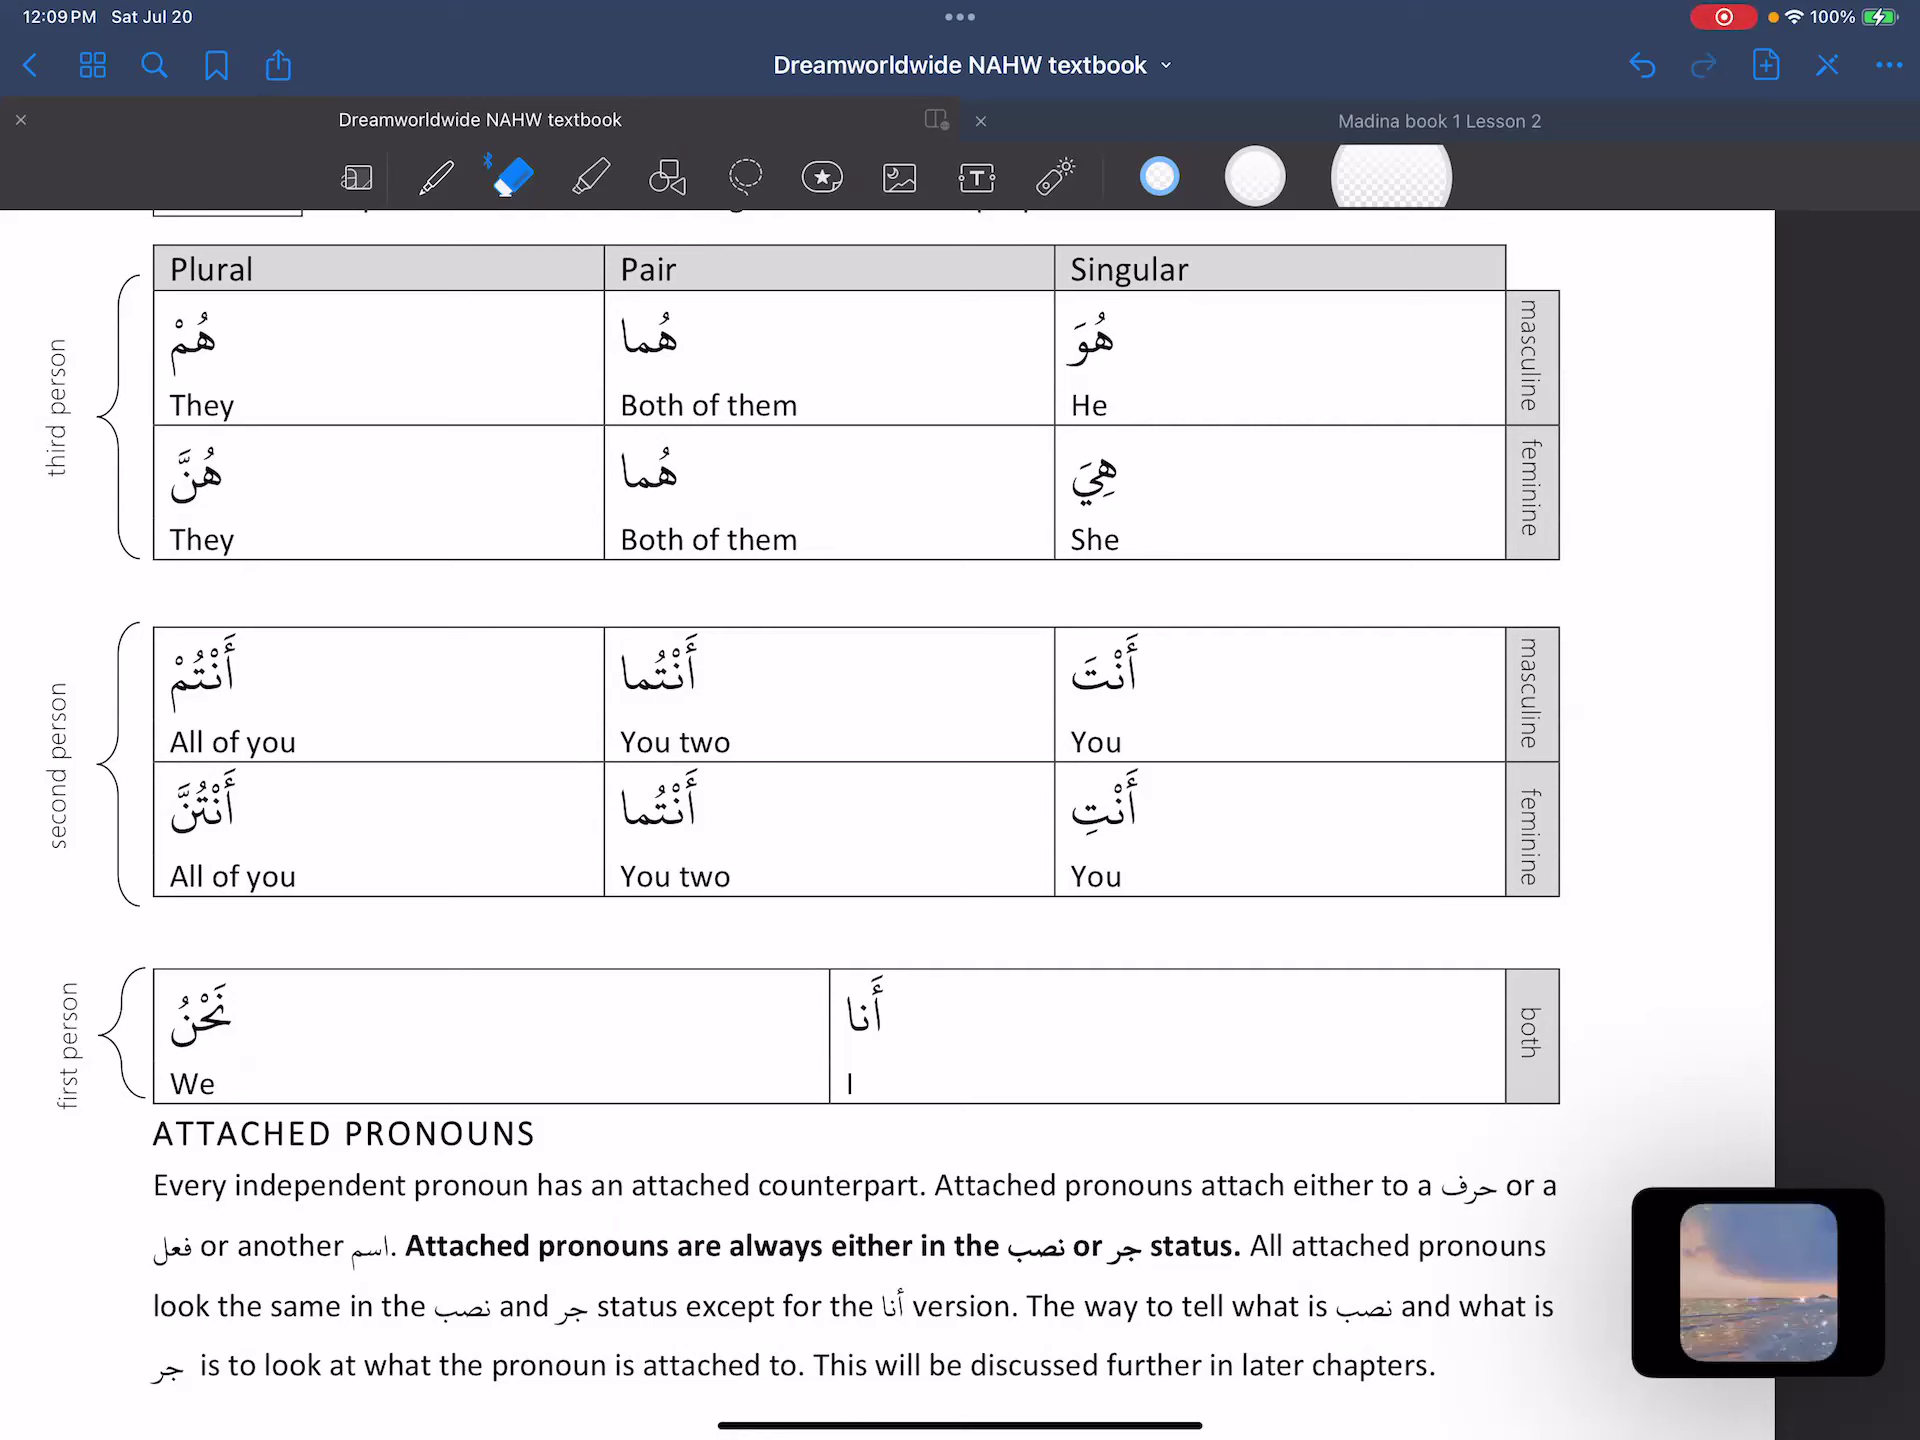 12:09 PM Sat Jul 20
100%
Dreamworldwide NAHW textbook
Dreamworldwide NAHW textbook
Madina book 1 Lesson 2
Plural Pair Singular
هُمْ هُما هُوَ
They Both of them He
masculine
هُنَّ هُما هِيَ
They Both of them She
feminine
third person
أَنْتُمْ أَنْتُما أَنْتَ
All of you You two You
masculine
أَنْتُنَّ أَنْتُما أَنْتِ
All of you You two You
feminine
second person
نَحْنُ أَنا
We I
both
first person
ATTACHED PRONOUNS
Every independent pronoun has an attached counterpart. Attached pronouns attach either to a حرف or a
فعل or another اسم. Attached pronouns are always either in the نصب or جر status. All attached pronouns
look the same in the نصب and جر status except for the أنا version. The way to tell what is نصب and what is
جر is to look at what the pronoun is attached to. This will be discussed further in later chapters.